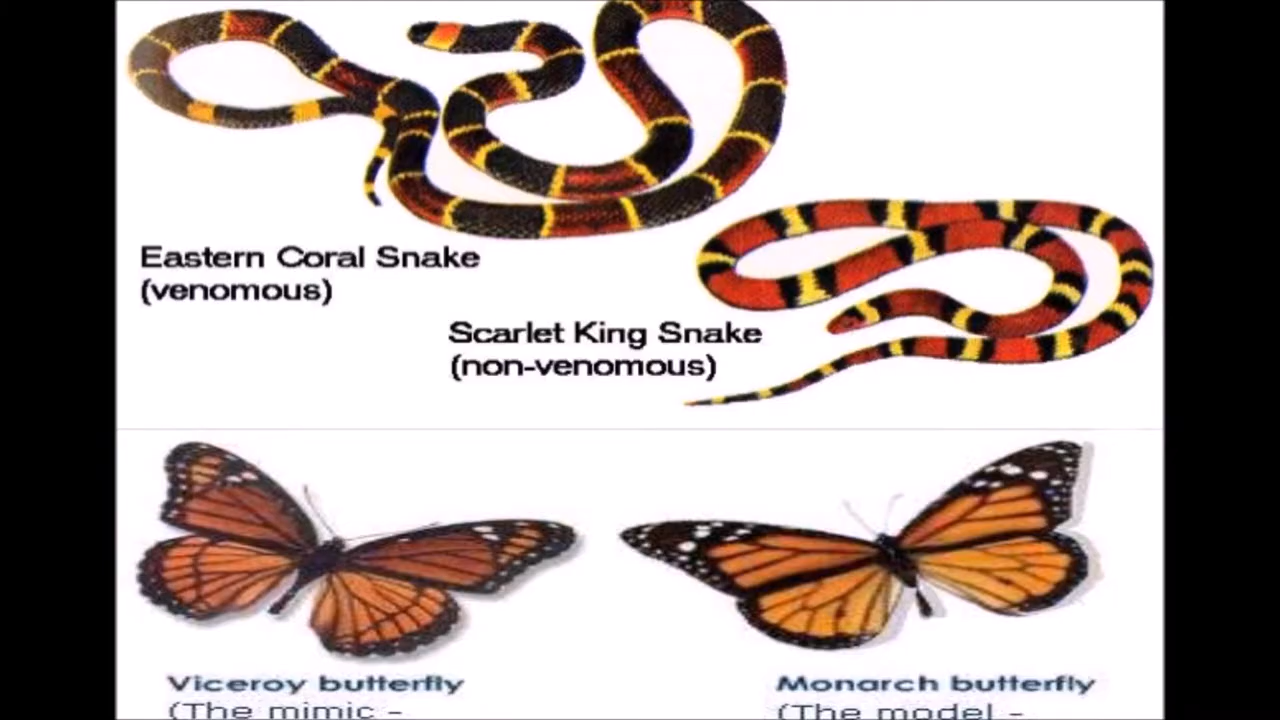 Eastern Coral Snake
(venomous)
Scarlet King Snake
(non-venomous)
Viceroy butterfly
(The mimic -
Monarch butterfly
(The model -